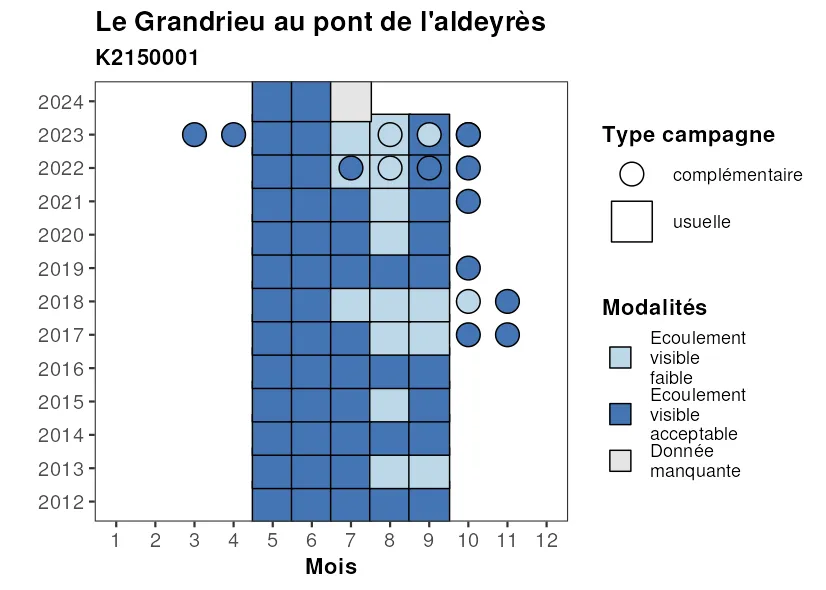 Le Grandrieu au pont de l'aldeyrès
K2150001
2024
2023
2022
2021
2020
2019
2018
2017
2016
2015
2014
2013
2012
1 2 3 4 5 6 7 8 9 10 11 12
Mois
Type campagne
complémentaire
usuelle
Modalités
Ecoulement
visible
faible
Ecoulement
visible
acceptable
Donnée
manquante